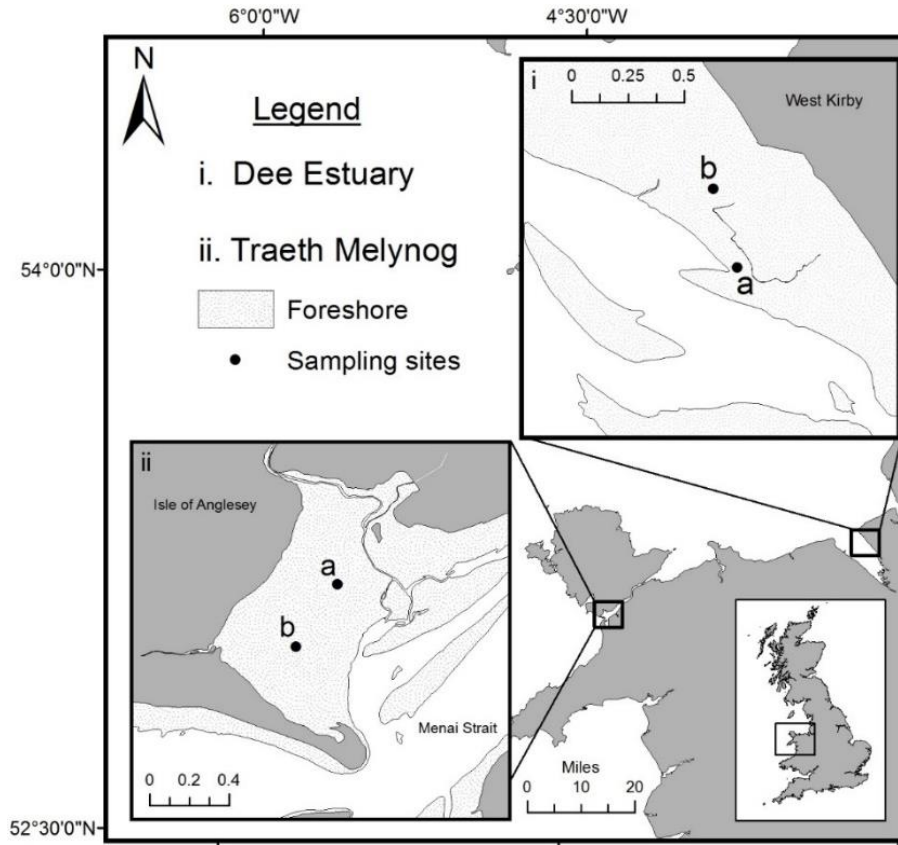 6°0'0"W
4°30'0"W
N
Legend
i. Dee Estuary
ii. Traeth Melynog
Foreshore
Sampling sites
54°0'0"N
52°30'0"N
i
0 0.25 0.5
West Kirby
b
a
ii
Isle of Anglesey
a
b
Menai Strait
0 0.2 0.4
Miles
0 10 20